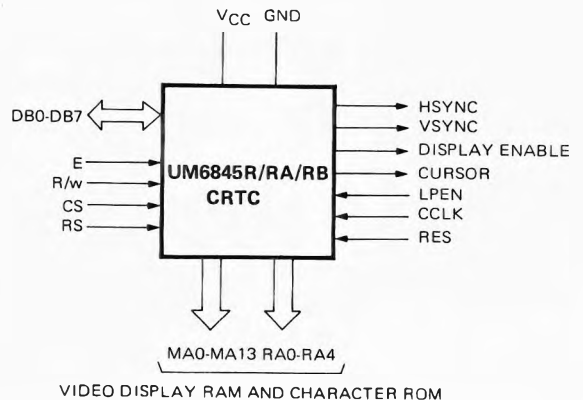 VCC GND
DB0-DB7
E
R/w
CS
RS
UM6845R/RA/RB
CRTC
HSYNC
VSYNC
DISPLAY ENABLE
CURSOR
LPEN
CCLK
RES
MA0-MA13 RA0-RA4
VIDEO DISPLAY RAM AND CHARACTER ROM